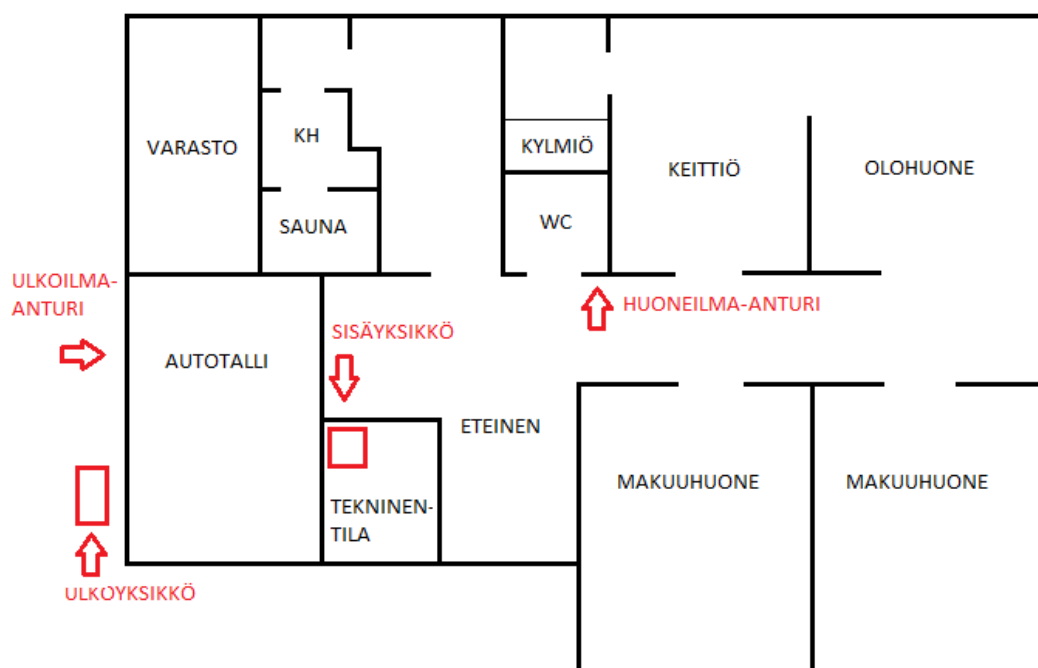 VARASTO
KH
SAUNA
KYLMIÖ
WC
KEITTIÖ
OLOHUONE
ULKOILMA-
ANTURI
HUONEILMA-ANTURI
SISÄYKSIKKÖ
AUTOTALLI
ETEINEN
MAKUUHUONE
MAKUUHUONE
TEKNINEN-
TILA
ULKOYKSIKKÖ